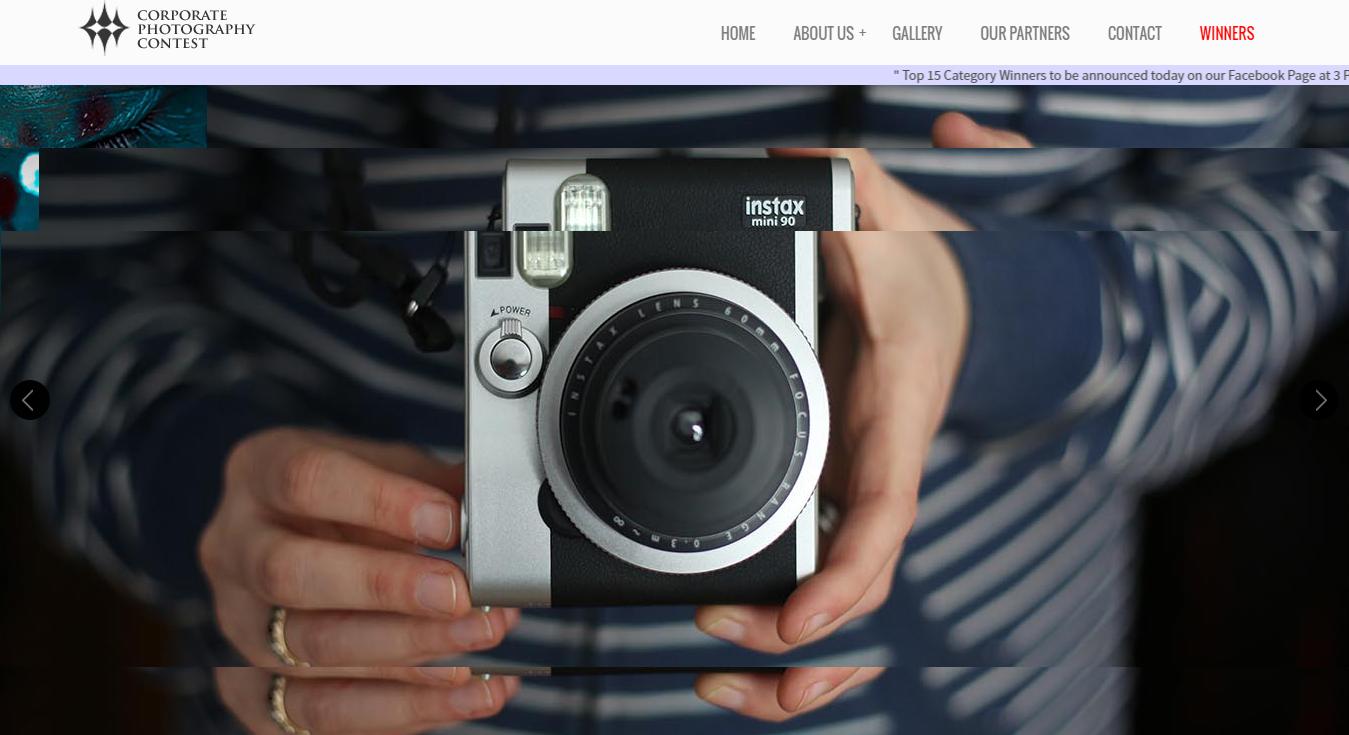 CORPORATE
PHOTOGRAPHY
CONTEST
HOME ABOUT US + GALLERY OUR PARTNERS CONTACT WINNERS
" Top 15 Category Winners to be announced today on our Facebook Page at 3 P
instax
mini 90
POWER
INSTAX LENS 60mm FOCUS RANGE 0.3m~∞